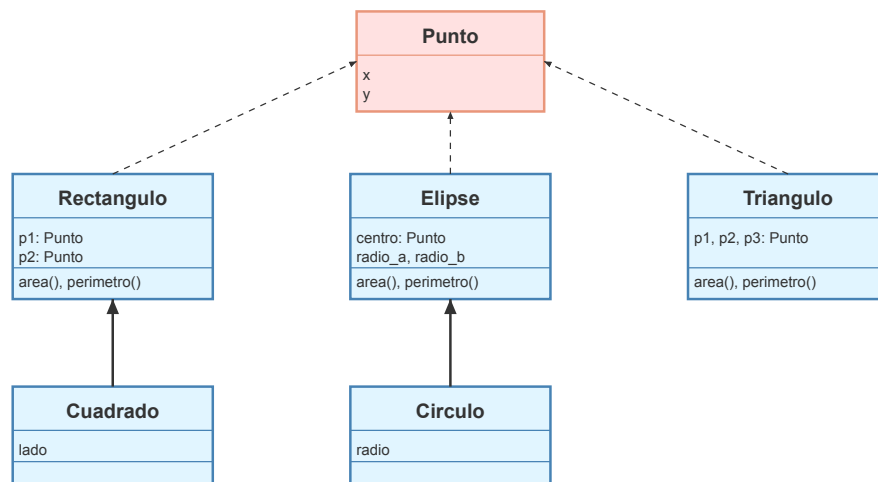 Punto
x
y
Rectangulo
p1: Punto
p2: Punto
area(), perimetro()
Elipse
centro: Punto
radio_a, radio_b
area(), perimetro()
Triangulo
p1, p2, p3: Punto
area(), perimetro()
Cuadrado
lado
Circulo
radio